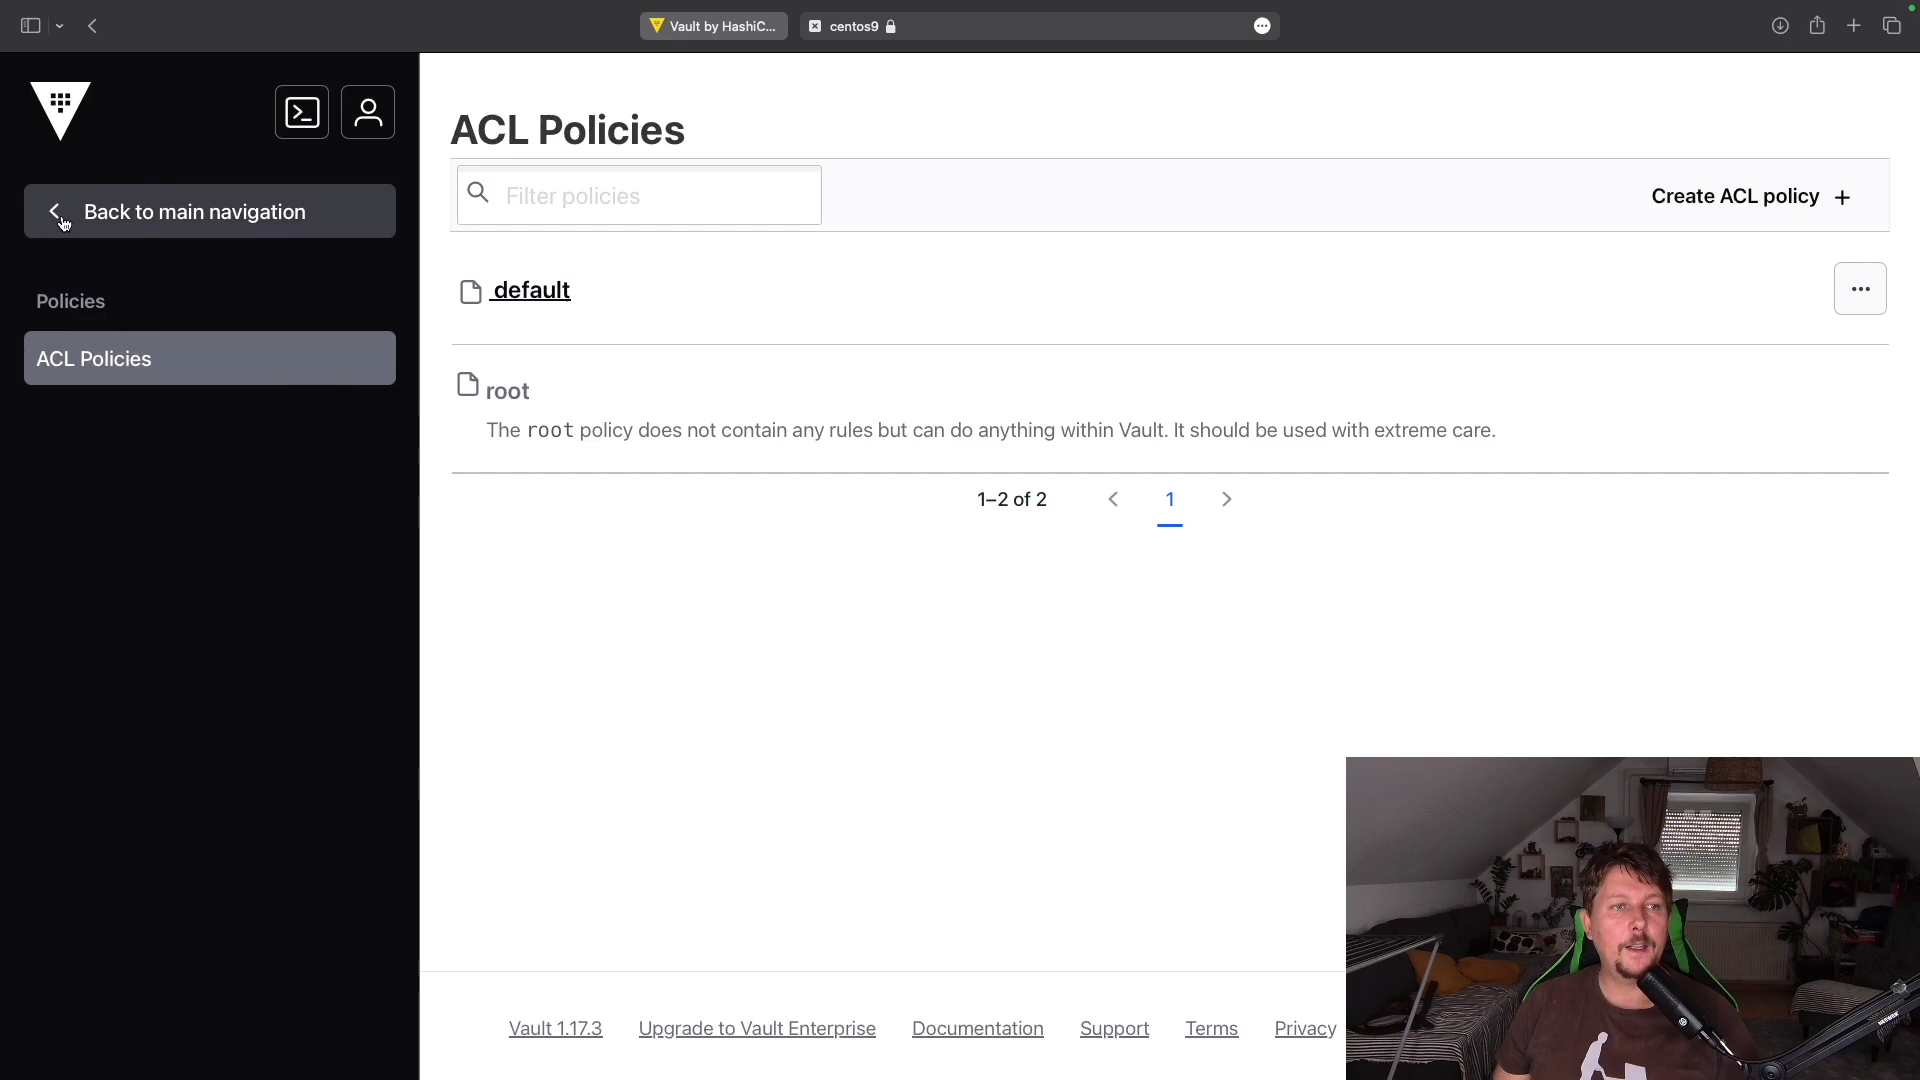 Vault by HashiC...
centos9
Back to main navigation
Policies
ACL Policies
ACL Policies
Filter policies
Create ACL policy +
default
root
The root policy does not contain any rules but can do anything within Vault. It should be used with extreme care.
1–2 of 2
1
Vault 1.17.3
Upgrade to Vault Enterprise
Documentation
Support
Terms
Privacy